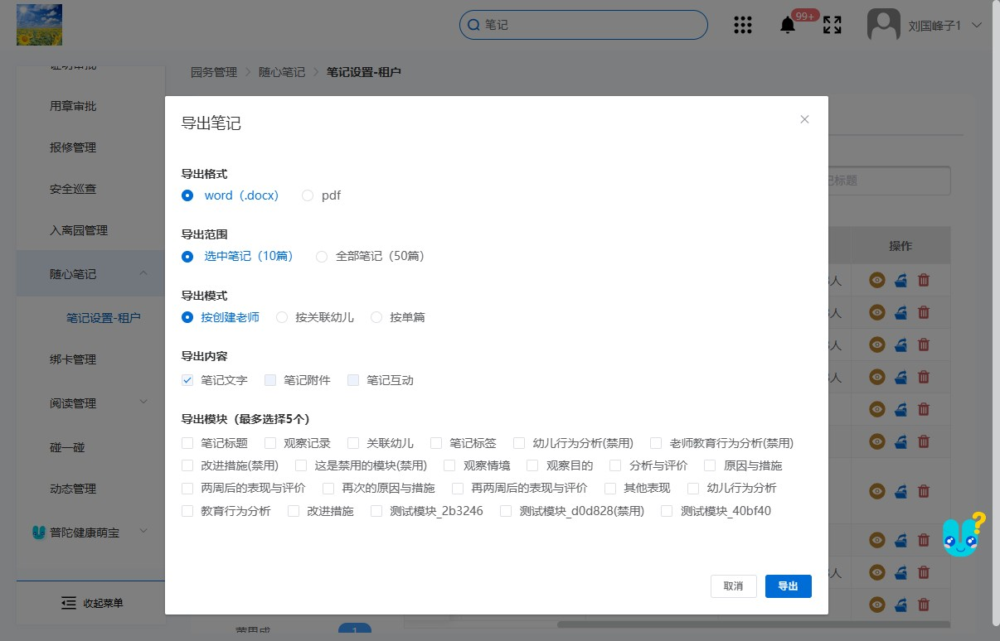 笔记
99+
刘国峰子1
园务管理 > 随心笔记 > 笔记设置-租户
用章审批
报修管理
安全巡查
入离园管理
随心笔记
笔记设置-租户
绑卡管理
阅读管理
碰一碰
动态管理
普陀健康萌宝
收起菜单
导出笔记
导出格式
word（.docx） pdf
导出范围
选中笔记（10篇） 全部笔记（50篇）
导出模式
按创建老师 按关联幼儿 按单篇
导出内容
笔记文字 笔记附件 笔记互动
导出模块（最多选择5个）
笔记标题 观察记录 关联幼儿 笔记标签 幼儿行为分析(禁用) 老师教育行为分析(禁用)
改进措施(禁用) 这是禁用的模块(禁用) 观察情境 观察目的 分析与评价 原因与措施
两周后的表现与评价 再次的原因与措施 再两周后的表现与评价 其他表现 幼儿行为分析
教育行为分析 改进措施 测试模块_2b3246 测试模块_d0d828(禁用) 测试模块_40bf40
取消 导出
记标题
操作
人
人
人
人
人
1